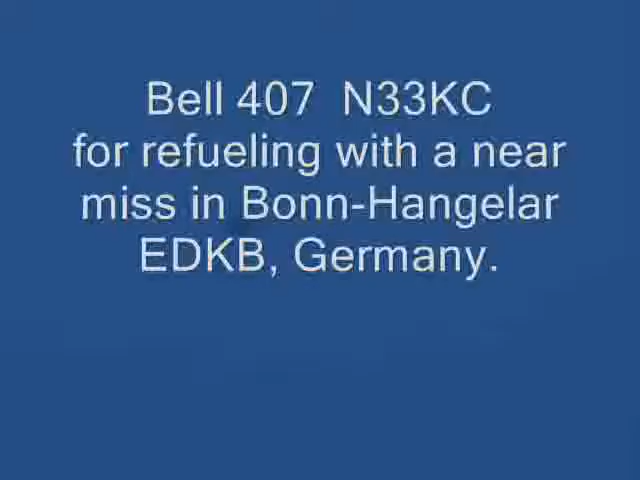 Bell 407  N33KC
for refueling with a near
miss in Bonn-Hangelar
EDKB, Germany.